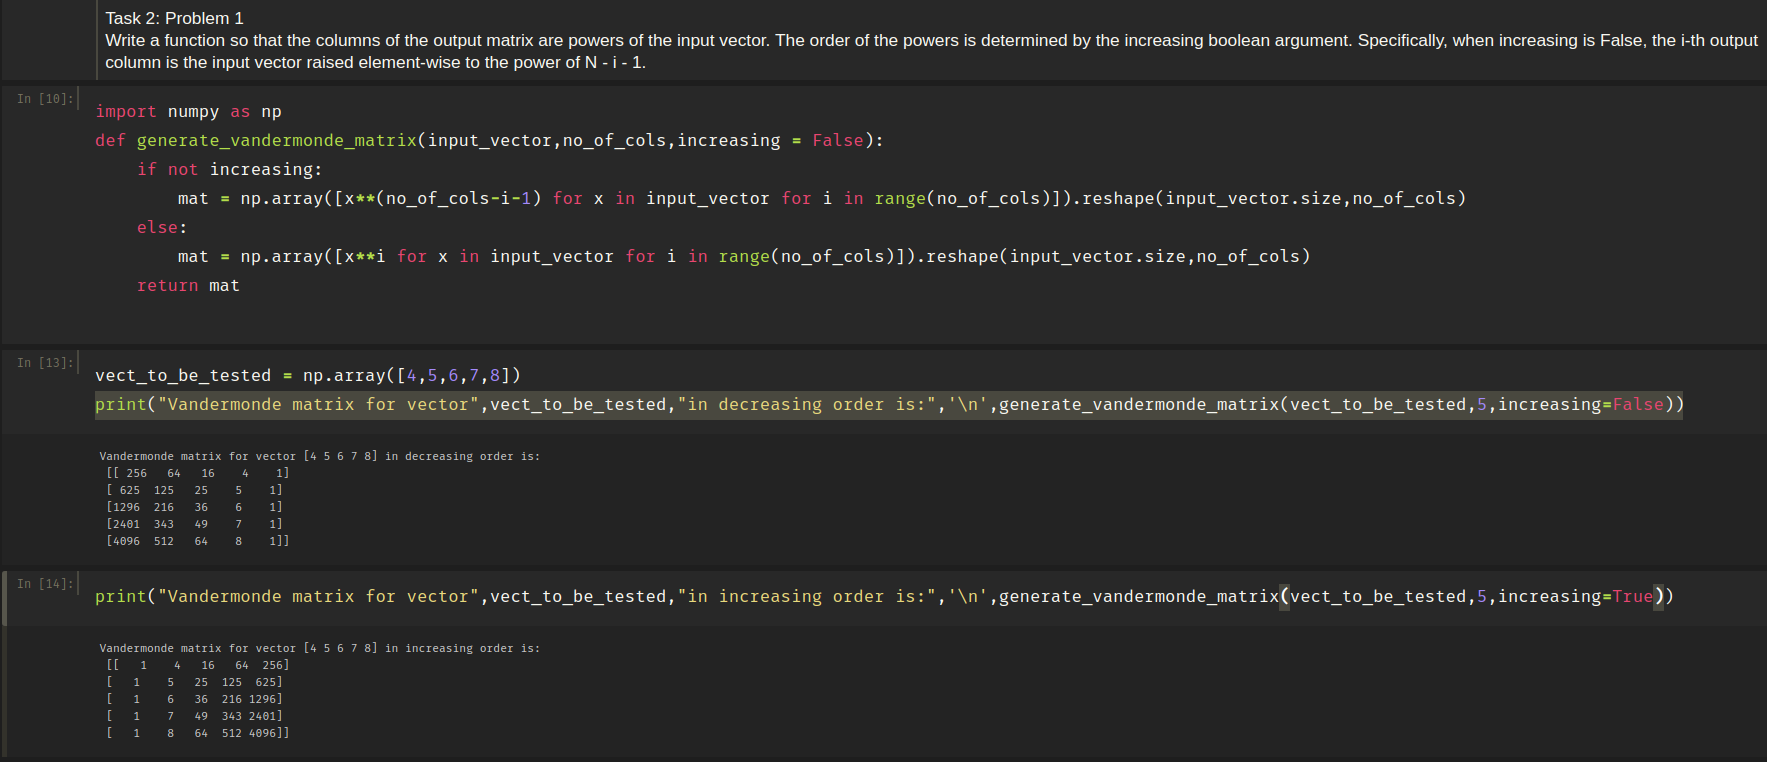 Task 2: Problem 1
Write a function so that the columns of the output matrix are powers of the input vector. The order of the powers is determined by the increasing boolean argument. Specifically, when increasing is False, the i-th output
column is the input vector raised element-wise to the power of N - i - 1.
In [10]:
import numpy as np
def generate_vandermonde_matrix(input_vector,no_of_cols,increasing = False):
    if not increasing:
        mat = np.array([x**(no_of_cols-i-1) for x in input_vector for i in range(no_of_cols)]).reshape(input_vector.size,no_of_cols)
    else:
        mat = np.array([x**i for x in input_vector for i in range(no_of_cols)]).reshape(input_vector.size,no_of_cols)
    return mat
In [13]:
vect_to_be_tested = np.array([4,5,6,7,8])
print("Vandermonde matrix for vector",vect_to_be_tested,"in decreasing order is:",'\n',generate_vandermonde_matrix(vect_to_be_tested,5,increasing=False))
Vandermonde matrix for vector [4 5 6 7 8] in decreasing order is:
 [[ 256   64   16    4    1]
 [ 625  125   25    5    1]
 [1296  216   36    6    1]
 [2401  343   49    7    1]
 [4096  512   64    8    1]]
In [14]:
print("Vandermonde matrix for vector",vect_to_be_tested,"in increasing order is:",'\n',generate_vandermonde_matrix(vect_to_be_tested,5,increasing=True))
Vandermonde matrix for vector [4 5 6 7 8] in increasing order is:
 [[   1    4   16   64  256]
 [   1    5   25  125  625]
 [   1    6   36  216 1296]
 [   1    7   49  343 2401]
 [   1    8   64  512 4096]]